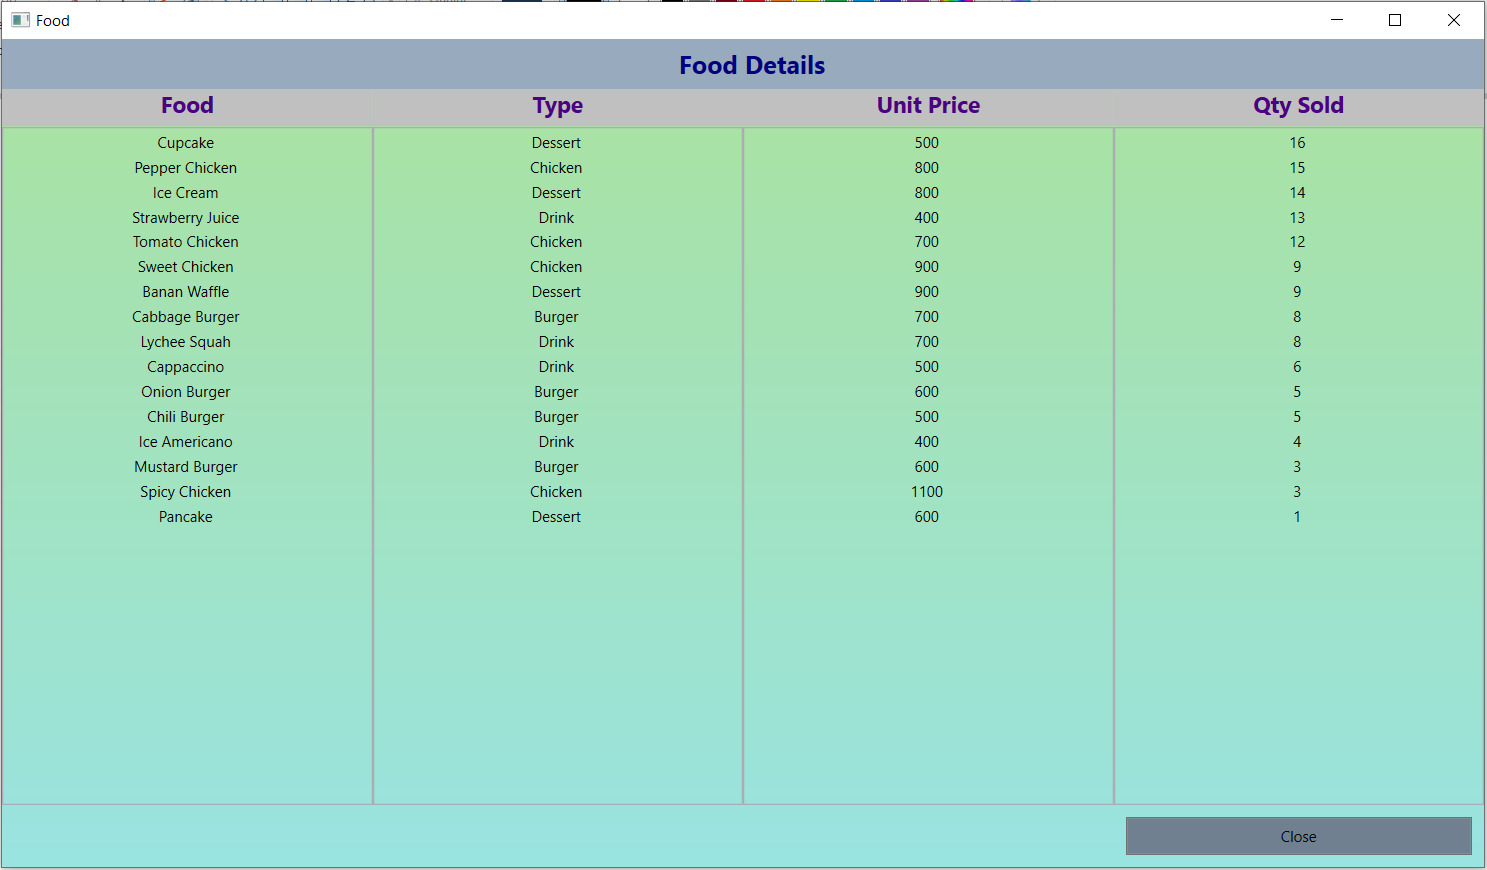 Food
Food Details
Food Type Unit Price Qty Sold
Cupcake Dessert 500 16
Pepper Chicken Chicken 800 15
Ice Cream Dessert 800 14
Strawberry Juice Drink 400 13
Tomato Chicken Chicken 700 12
Sweet Chicken Chicken 900 9
Banan Waffle Dessert 900 9
Cabbage Burger Burger 700 8
Lychee Squah Drink 700 8
Cappaccino Drink 500 6
Onion Burger Burger 600 5
Chili Burger Burger 500 5
Ice Americano Drink 400 4
Mustard Burger Burger 600 3
Spicy Chicken Chicken 1100 3
Pancake Dessert 600 1
Close